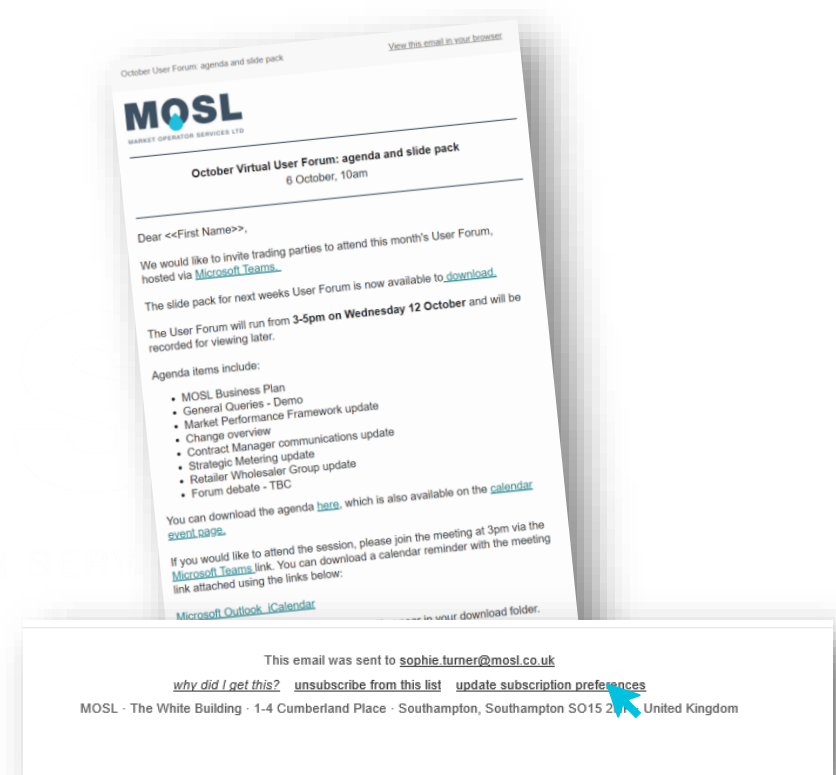 October User Forum: agenda and slide pack
View this email in your browser
MOSL
MARKET OPERATOR SERVICES LTD
October Virtual User Forum: agenda and slide pack
6 October, 10am
Dear <<First Name>>,
We would like to invite trading parties to attend this month's User Forum,
hosted via Microsoft Teams.
The slide pack for next weeks User Forum is now available to download.
The User Forum will run from 3-5pm on Wednesday 12 October and will be
recorded for viewing later.
Agenda items include:
• MOSL Business Plan
• General Queries - Demo
• Market Performance Framework update
• Change overview
• Contract Manager communications update
• Strategic Metering update
• Retailer Wholesaler Group update
• Forum debate - TBC
You can download the agenda here, which is also available on the calendar
event page.
If you would like to attend the session, please join the meeting at 3pm via the
Microsoft Teams link. You can download a calendar reminder with the meeting
link attached using the links below:
Microsoft Outlook iCalendar
in your download folder.
This email was sent to sophie.turner@mosl.co.uk
why did I get this? unsubscribe from this list update subscription preferences
MOSL · The White Building · 1-4 Cumberland Place · Southampton, Southampton SO15 United Kingdom